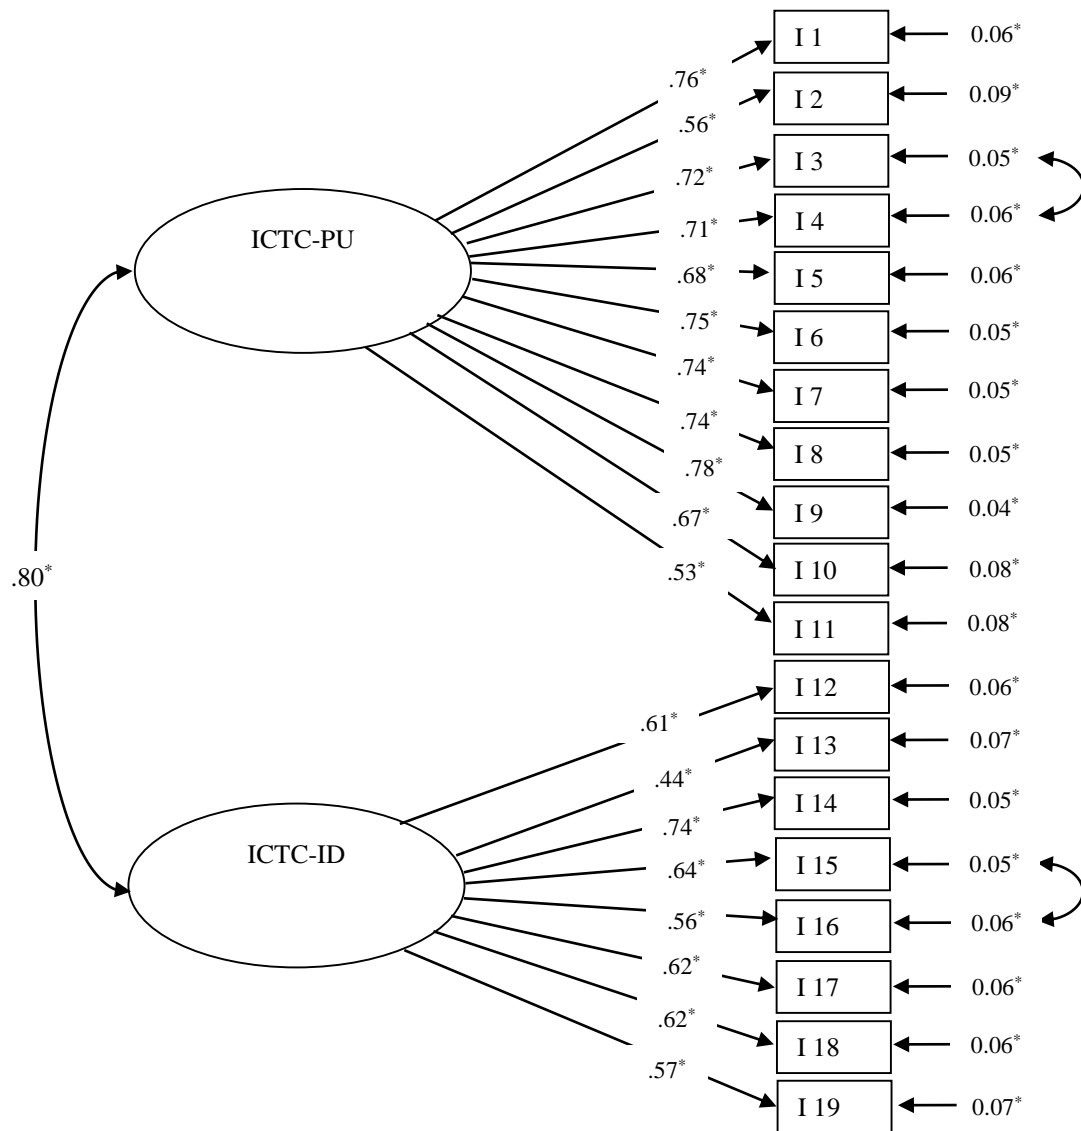 I 1 0.06*
.76*
I 2 0.09*
.56*
I 3 0.05*
.72*
I 4 0.06*
.71*
ICTC-PU
I 5 0.06*
.68*
I 6 0.05*
.75*
I 7 0.05*
.74*
I 8 0.05*
.74*
.78*
I 9 0.04*
.67*
I 10 0.08*
.53*
.80*
I 11 0.08*
I 12 0.06*
.61*
I 13 0.07*
.44*
I 14 0.05*
.74*
ICTC-ID
I 15 0.05*
.64*
I 16 0.06*
.56*
.62*
I 17 0.06*
.62*
I 18 0.06*
.57*
I 19 0.07*